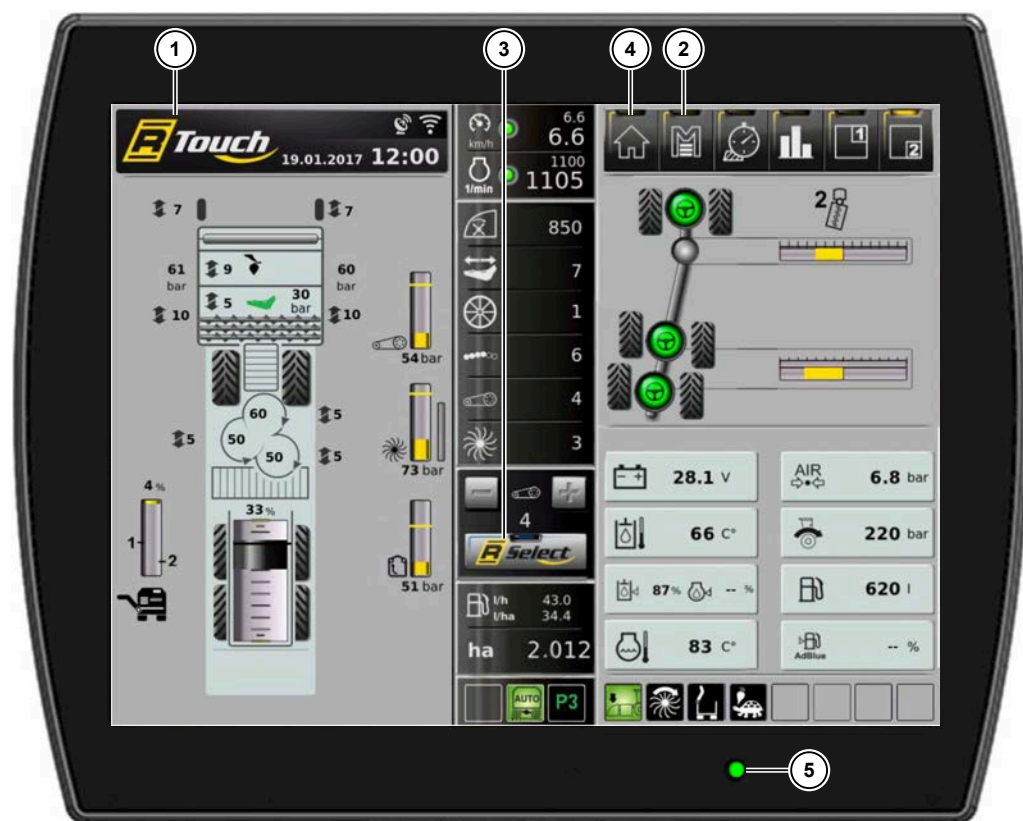 1
3
4
2
R Touch
19.01.2017 12:00
km/h
6.6
6.6
1/min
1100
1105
1
2
7
7
61
bar
60
bar
9
5
30
bar
10
10
54 bar
60
50
50
5
5
5
73 bar
4 %
33 %
1
2
51 bar
850
7
1
6
4
3
4
R Select
l/h 43.0
l/ha 34.4
ha 2.012
AUTO
P3
2
28.1 V
AIR
6.8 bar
66 C°
220 bar
87 % -- %
620 l
83 C°
AdBlue
-- %
5